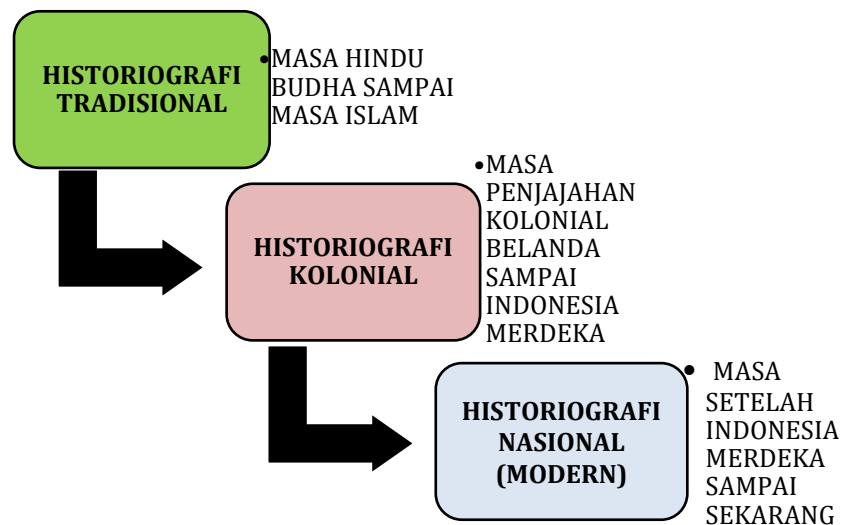 HISTORIOGRAFI
TRADISIONAL
•MASA HINDU
BUDHA SAMPAI
MASA ISLAM
HISTORIOGRAFI
KOLONIAL
•MASA
PENJAJAHAN
KOLONIAL
BELANDA
SAMPAI
INDONESIA
MERDEKA
HISTORIOGRAFI
NASIONAL
(MODERN)
• MASA
SETELAH
INDONESIA
MERDEKA
SAMPAI
SEKARANG